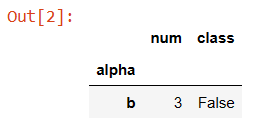 Out[2]:
num class
alpha
b 3 False